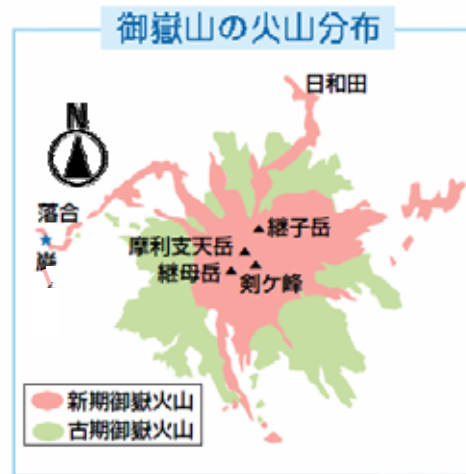 御嶽山の火山分布
日和田
N
落合
継子岳
摩利支天岳
継母岳
剣ケ峰
新期御嶽火山
古期御嶽火山